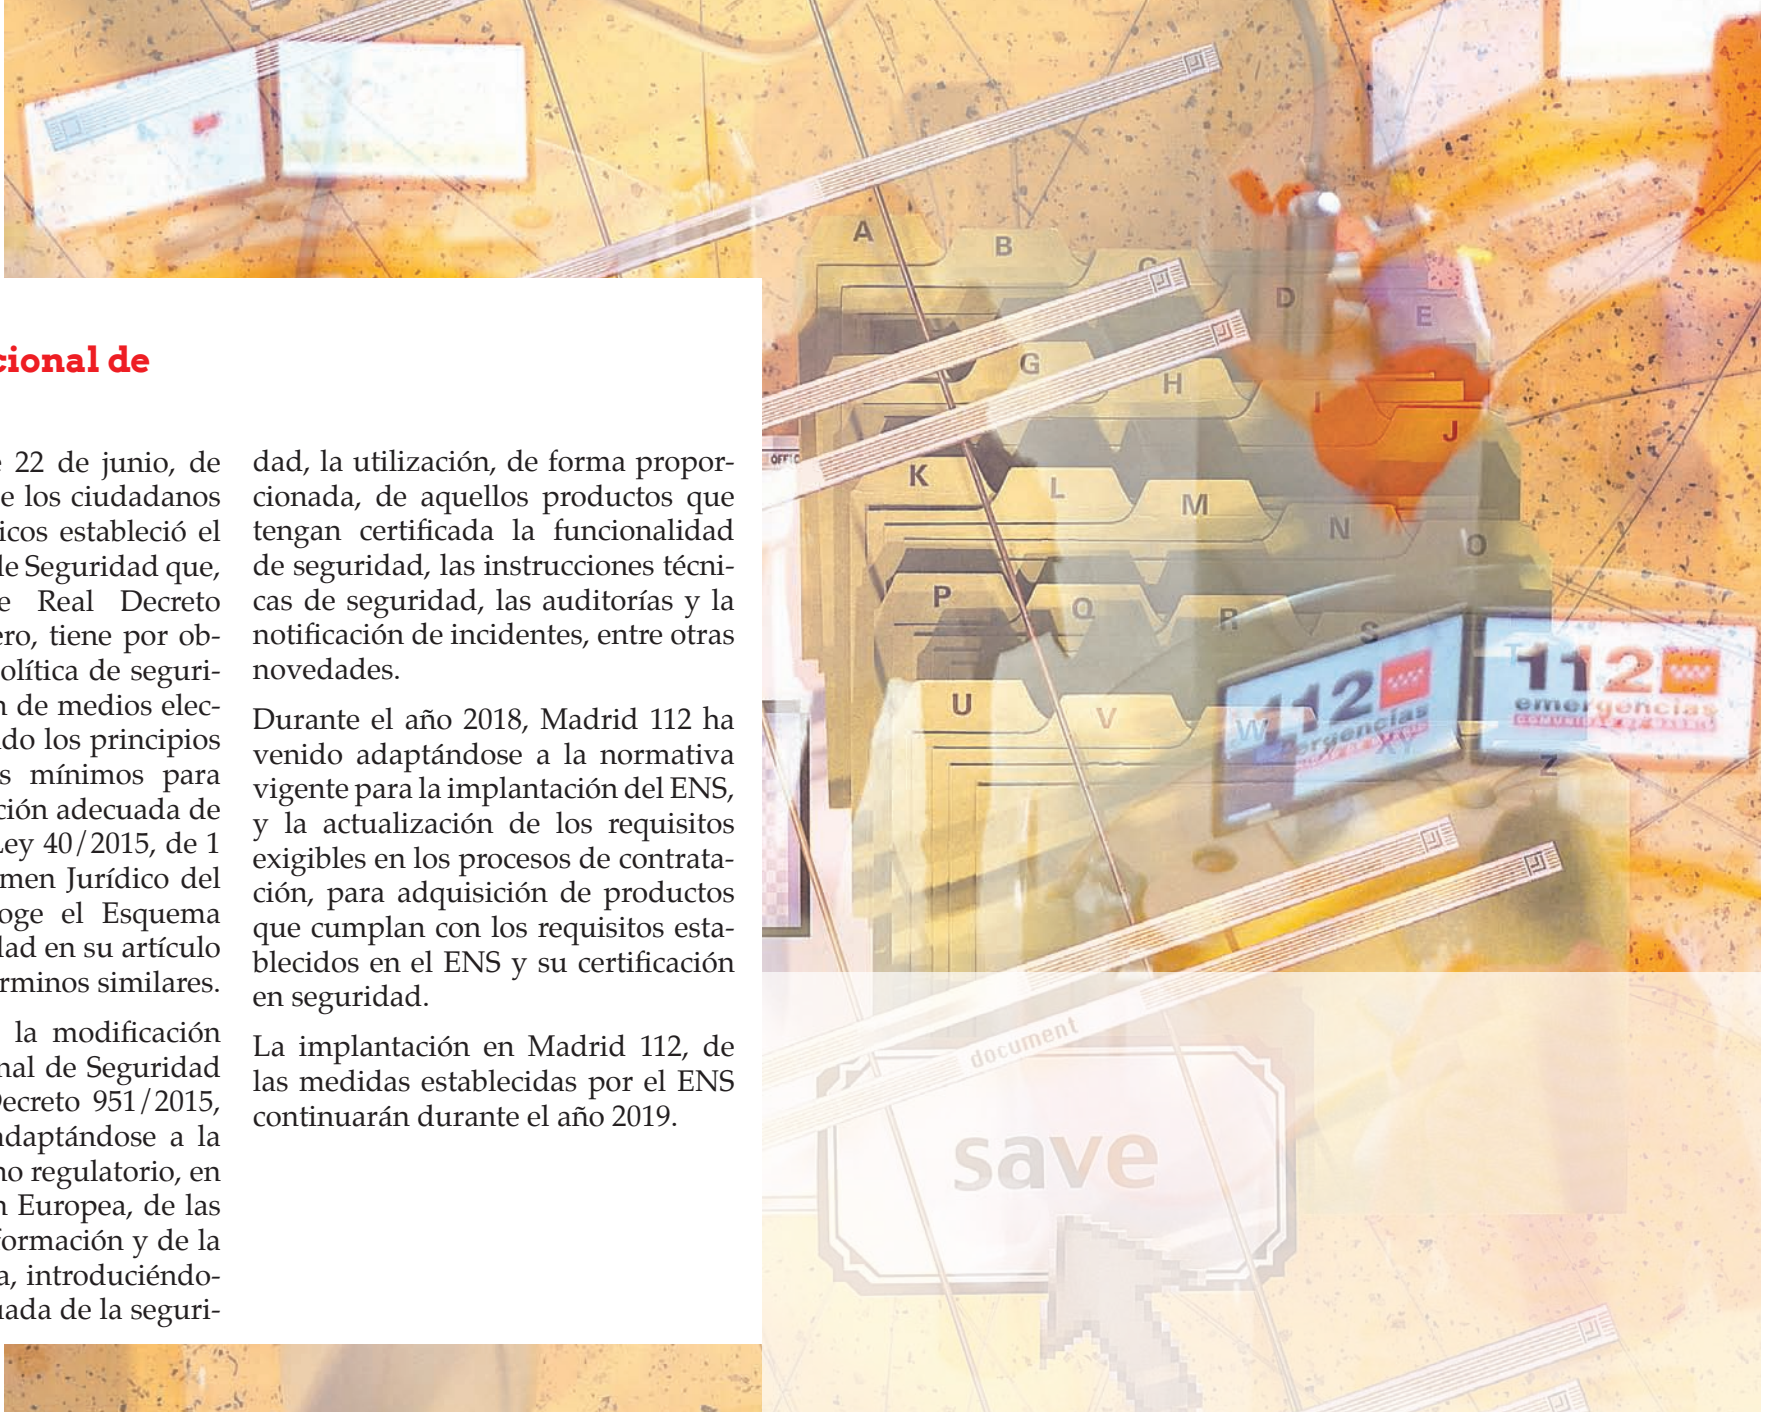 cional de
e 22 de junio, de
e los ciudadanos
icos estableció el
de Seguridad que,
e Real Decreto
ero, tiene por ob-
olítica de seguri-
n de medios elec-
do los principios
s mínimos para
ción adecuada de
Ley 40/2015, de 1
men Jurídico del
oge el Esquema
dad en su artículo
rminos similares.
la modificación
nal de Seguridad
Decreto 951/2015,
adaptándose a la
no regulatorio, en
n Europea, de las
formación y de la
a, introduciéndo-
uada de la seguri-
dad, la utilización, de forma propor-
cionada, de aquellos productos que
tengan certificada la funcionalidad
de seguridad, las instrucciones técni-
cas de seguridad, las auditorías y la
notificación de incidentes, entre otras
novedades.
Durante el año 2018, Madrid 112 ha
venido adaptándose a la normativa
vigente para la implantación del ENS,
y la actualización de los requisitos
exigibles en los procesos de contrata-
ción, para adquisición de productos
que cumplan con los requisitos esta-
blecidos en el ENS y su certificación
en seguridad.
La implantación en Madrid 112, de
las medidas establecidas por el ENS
continuarán durante el año 2019.
A B C D E
G H I J
K L M N O
P Q R S T
U V W XY Z
OFFIC
112
emergencias
112
emergencias
COMUNIDAD DE MADRID
document
save